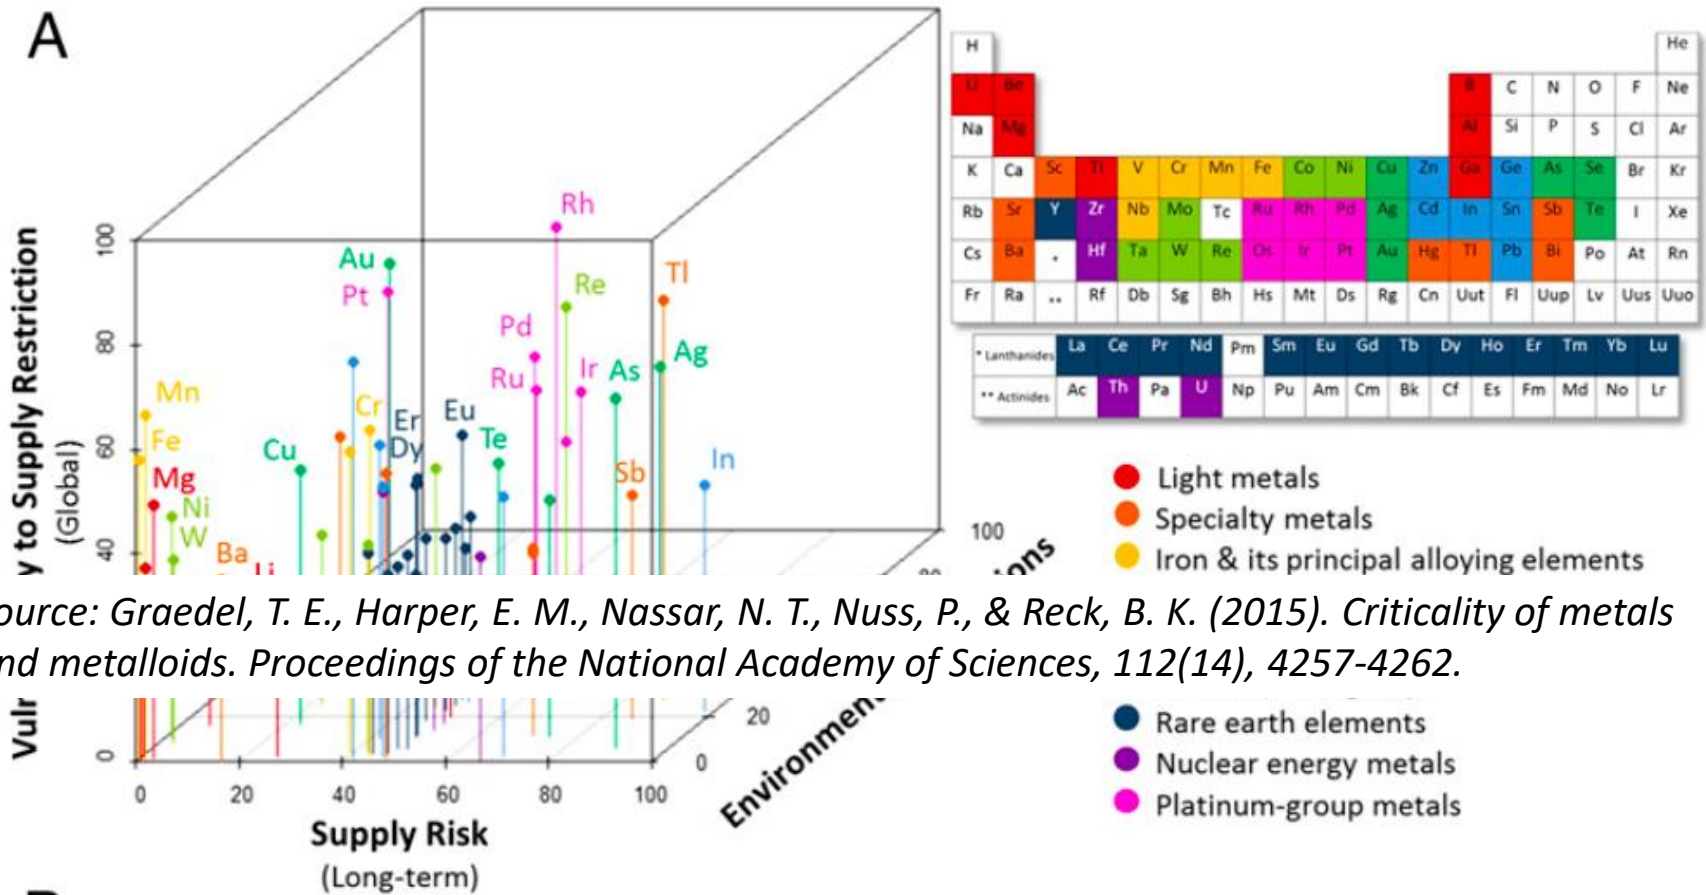 A
Vulr
y to Supply Restriction
(Global)
100
80
60
40
0
Rh
Au
Pt
Re
Tl
Pd
Ru
Ir
As
Ag
Mn
Fe
Mg
Ni
W
Cr
Er
Dy
Eu
Cu
Te
Sb
In
Ba
Li
100
80
20
0
0 20 40 60 80 100
Supply Risk
(Long-term)
Environmen
ions
H He
Li Be B C N O F Ne
Na Mg Al Si P S Cl Ar
K Ca Sc Ti V Cr Mn Fe Co Ni Cu Zn Ga Ge As Se Br Kr
Rb Sr Y Zr Nb Mo Tc Ru Rh Pd Ag Cd In Sn Sb Te I Xe
Cs Ba * Hf Ta W Re Os Ir Pt Au Hg Tl Pb Bi Po At Rn
Fr Ra ** Rf Db Sg Bh Hs Mt Ds Rg Cn Uut Fl Uup Lv Uus Uuo
* Lanthanides La Ce Pr Nd Pm Sm Eu Gd Tb Dy Ho Er Tm Yb Lu
** Actinides Ac Th Pa U Np Pu Am Cm Bk Cf Es Fm Md No Lr
Light metals
Specialty metals
Iron & its principal alloying elements
ource: Graedel, T. E., Harper, E. M., Nassar, N. T., Nuss, P., & Reck, B. K. (2015). Criticality of metals
nd metalloids. Proceedings of the National Academy of Sciences, 112(14), 4257-4262.
Rare earth elements
Nuclear energy metals
Platinum-group metals